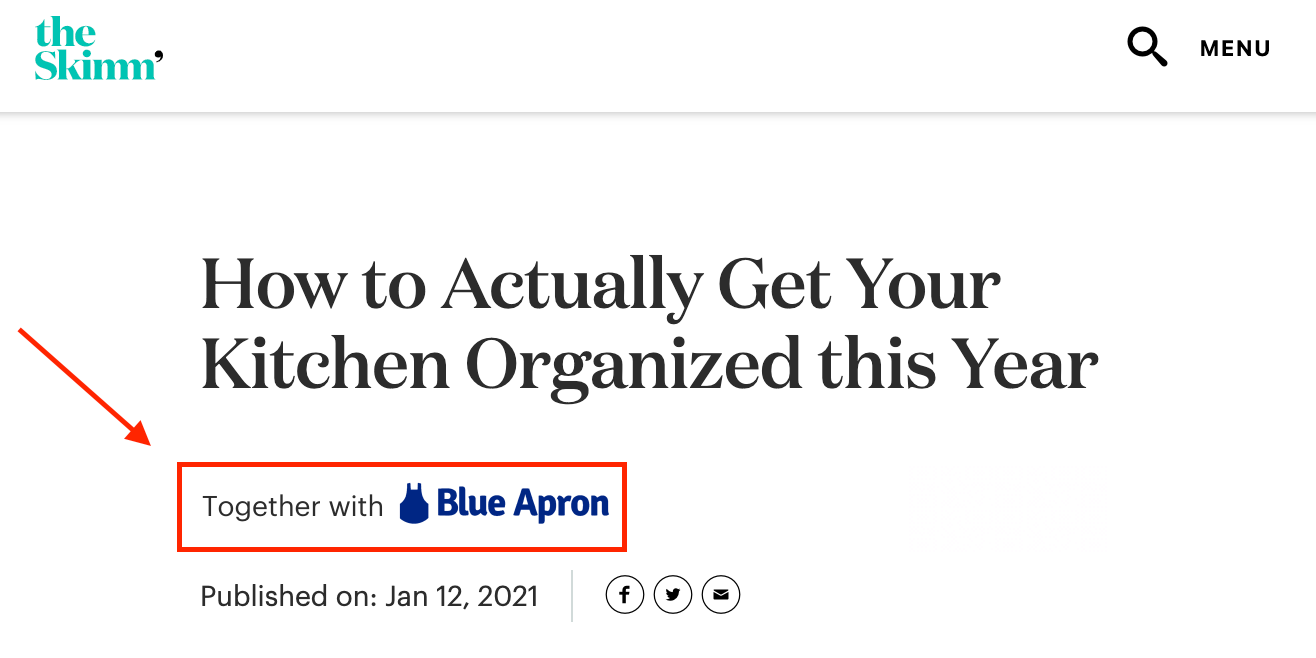 the
Skimm'
MENU
How to Actually Get Your
Kitchen Organized this Year
Together with Blue Apron
Published on: Jan 12, 2021